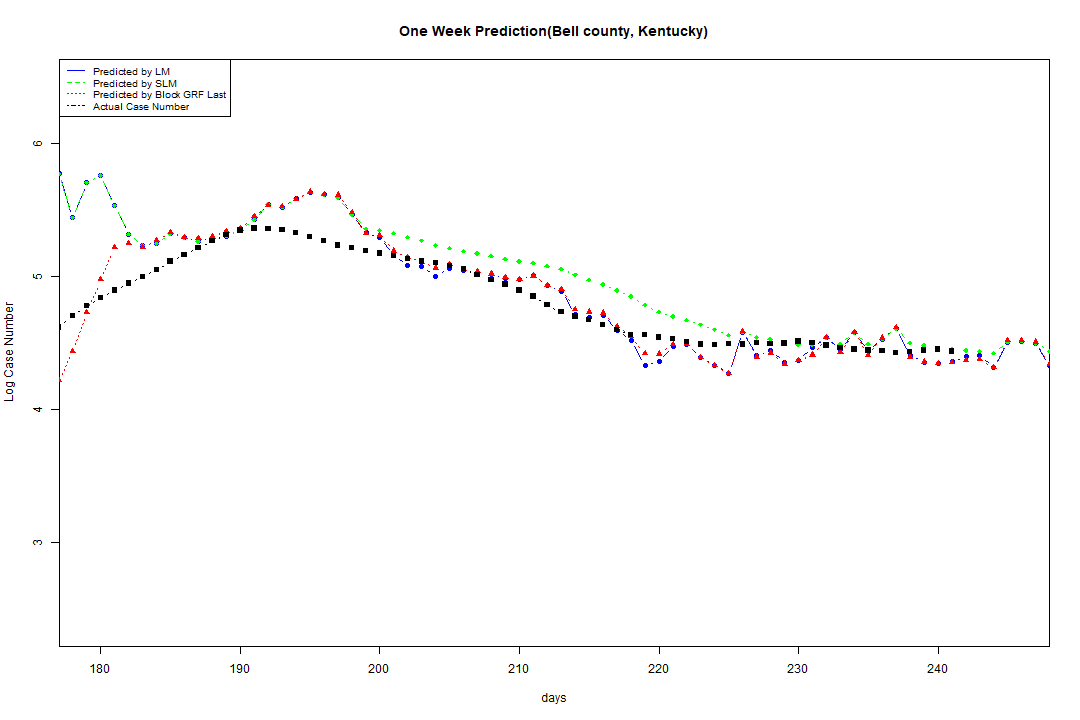 One Week Prediction(Bell county, Kentucky)
Predicted by LM
Predicted by SLM
Predicted by Block GRF Last
Actual Case Number
6
5
4
3
Log Case Number
180 190 200 210 220 230 240
days